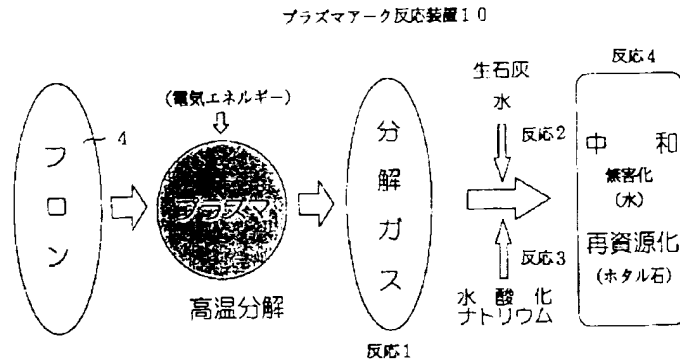 プラズマアーク反応装置10
フロン
4
(電気エネルギー)
プラズマ
高温分解
分解ガス
反応1
生石灰
水
反応2
反応3
水酸化
ナトリウム
反応4
中和
無害化
(水)
再資源化
(ホタル石)